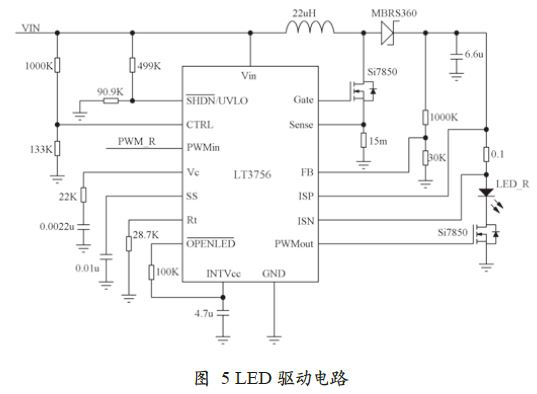 22uH
MBRS360
VIN
1000K
499K
Vin
6.6u
Si7850
90.9K
SHDN/UVLO
Gate
1000K
CTRL
Sense
133K
PWM_R
PWMin
15m
0.1
LT3756
30K
Vc
FB
LED_R
22K
SS
ISP
0.0022u
Rt
ISN
Si7850
28.7K
OPENLED
PWMout
0.01u
100K
INTVcc
GND
4.7u
图 5 LED 驱动电路